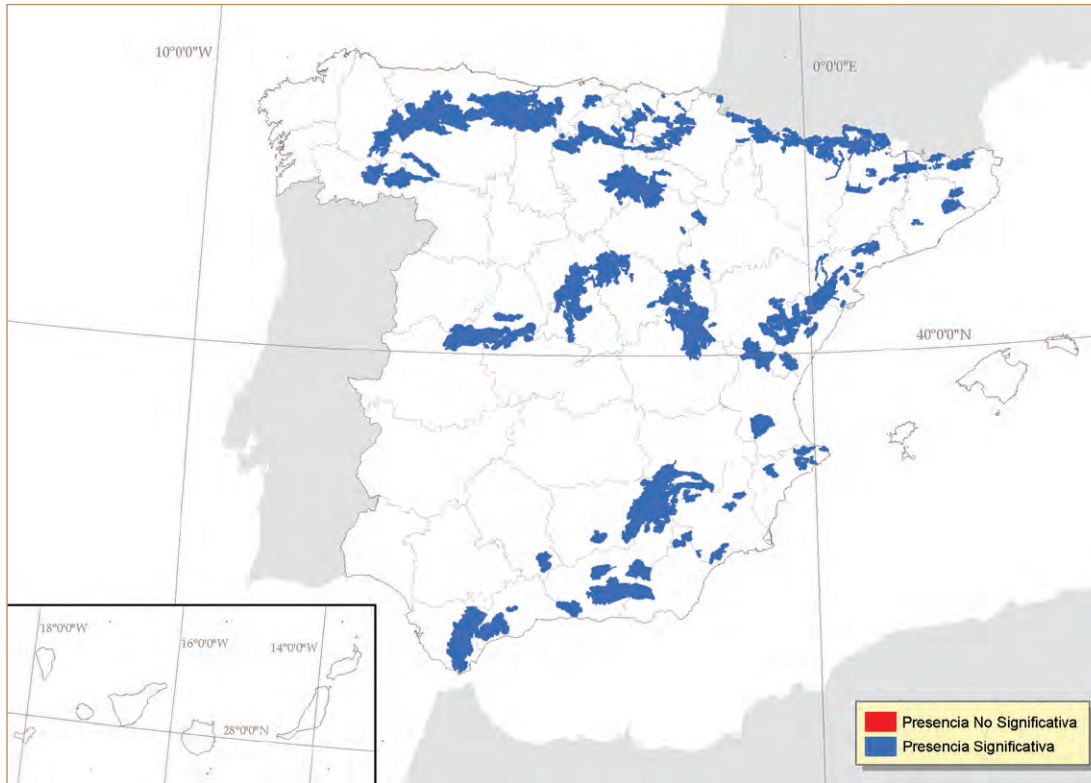 10°0'0"W
0°0'0"E
40°0'0"N
18°0'0"W
16°0'0"W
14°0'0"W
28°0'0"N
Presencia No Significativa
Presencia Significativa